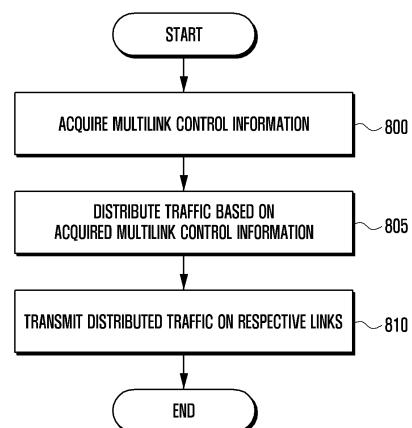 START
ACQUIRE MULTILINK CONTROL INFORMATION
800
DISTRIBUTE TRAFFIC BASED ON
ACQUIRED MULTILINK CONTROL INFORMATION
805
TRANSMIT DISTRIBUTED TRAFFIC ON RESPECTIVE LINKS
810
END